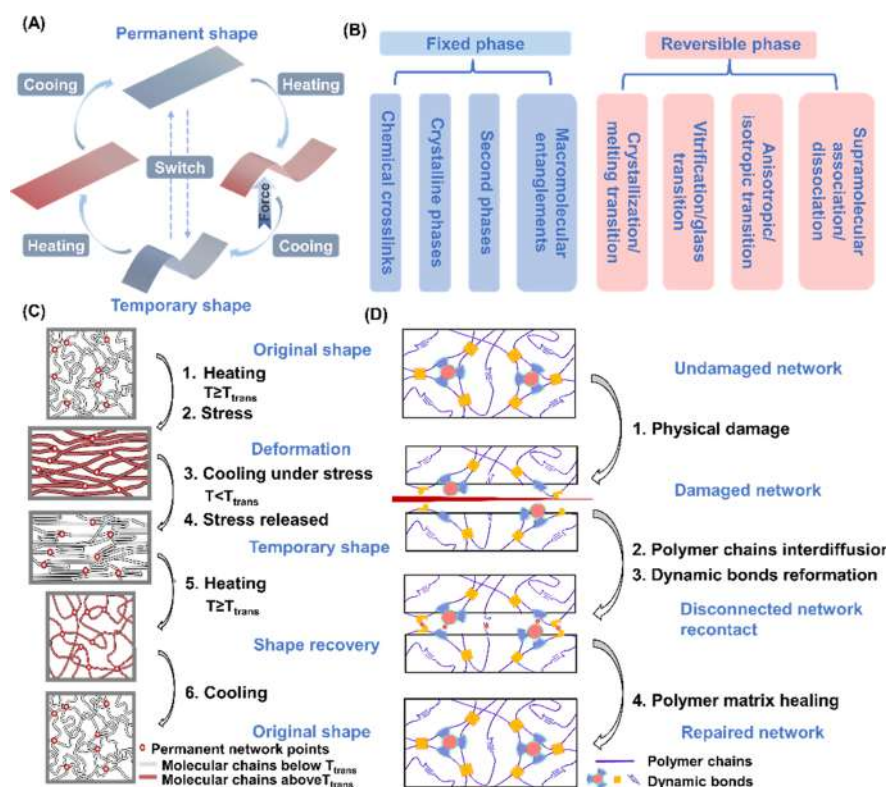 (A)
Permanent shape
Cooing
Heating
Switch
Force
Heating
Cooling
Temporary shape
(B)
Fixed phase
Reversible phase
Chemical crosslinks
Crystalline phases
Second phases
Macromolecular
entanglements
Crystallization/
melting transition
Vitrification/glass
transition
Anisotropic/
isotropic transition
Supramolecular
association/
dissociation
(C)
Original shape
1. Heating
T≥Ttrans
2. Stress
Deformation
3. Cooling under stress
T<Ttrans
4. Stress released
Temporary shape
5. Heating
T≥Ttrans
Shape recovery
6. Cooling
Original shape
Permanent network points
Molecular chains below Ttrans
Molecular chains aboveTtrans
(D)
Undamaged network
1. Physical damage
Damaged network
2. Polymer chains interdiffusion
3. Dynamic bonds reformation
Disconnected network
recontact
4. Polymer matrix healing
Repaired network
Polymer chains
Dynamic bonds